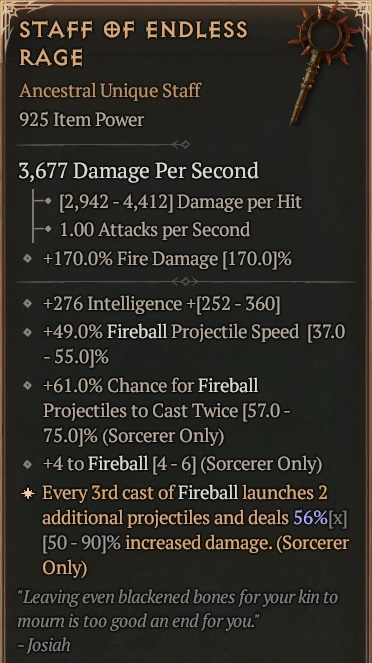 STAFF OF ENDLESS
RAGE
Ancestral Unique Staff
925 Item Power
3,677 Damage Per Second
[2,942 - 4,412] Damage per Hit
1.00 Attacks per Second
+170.0% Fire Damage [170.0]%
+276 Intelligence +[252 - 360]
+49.0% Fireball Projectile Speed [37.0
- 55.0]%
+61.0% Chance for Fireball
Projectiles to Cast Twice [57.0 -
75.0]% (Sorcerer Only)
+4 to Fireball [4 - 6] (Sorcerer Only)
Every 3rd cast of Fireball launches 2
additional projectiles and deals 56%[x]
[50 - 90]% increased damage. (Sorcerer
Only)
"Leaving even blackened bones for your kin to
mourn is too good an end for you."
- Josiah